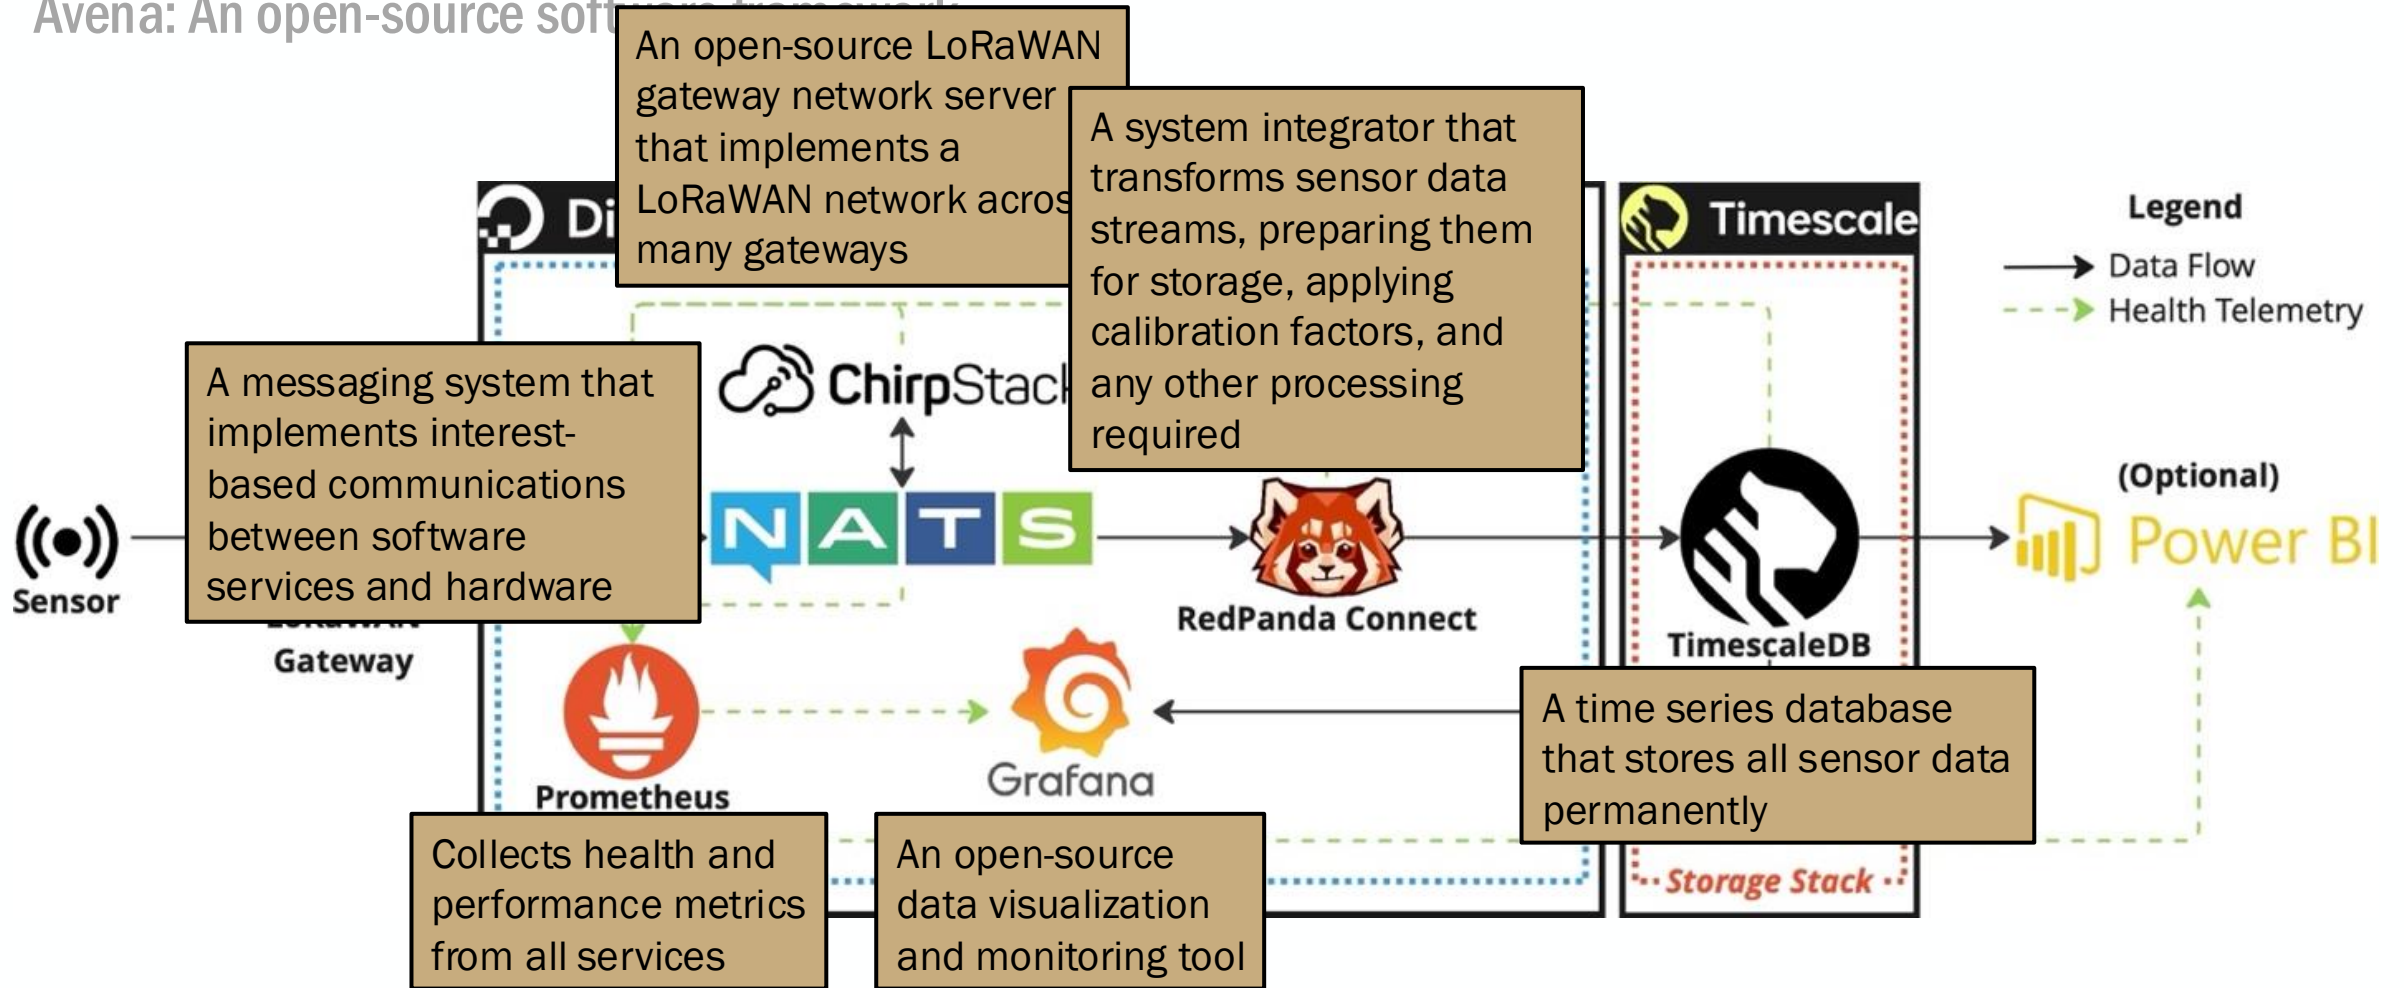 Avena: An open-source software framework
An open-source LoRaWAN
gateway network server
that implements a
LoRaWAN network acros
many gateways
A system integrator that
transforms sensor data
streams, preparing them
for storage, applying
calibration factors, and
any other processing
required
Di
Timescale
Legend
Data Flow
Health Telemetry
A messaging system that
implements interest-
based communications
between software
services and hardware
ChirpStack
Sensor
NATS
RedPanda Connect
TimescaleDB
(Optional)
Power BI
LoRaWAN
Gateway
Prometheus
Grafana
A time series database
that stores all sensor data
permanently
Collects health and
performance metrics
from all services
An open-source
data visualization
and monitoring tool
Storage Stack